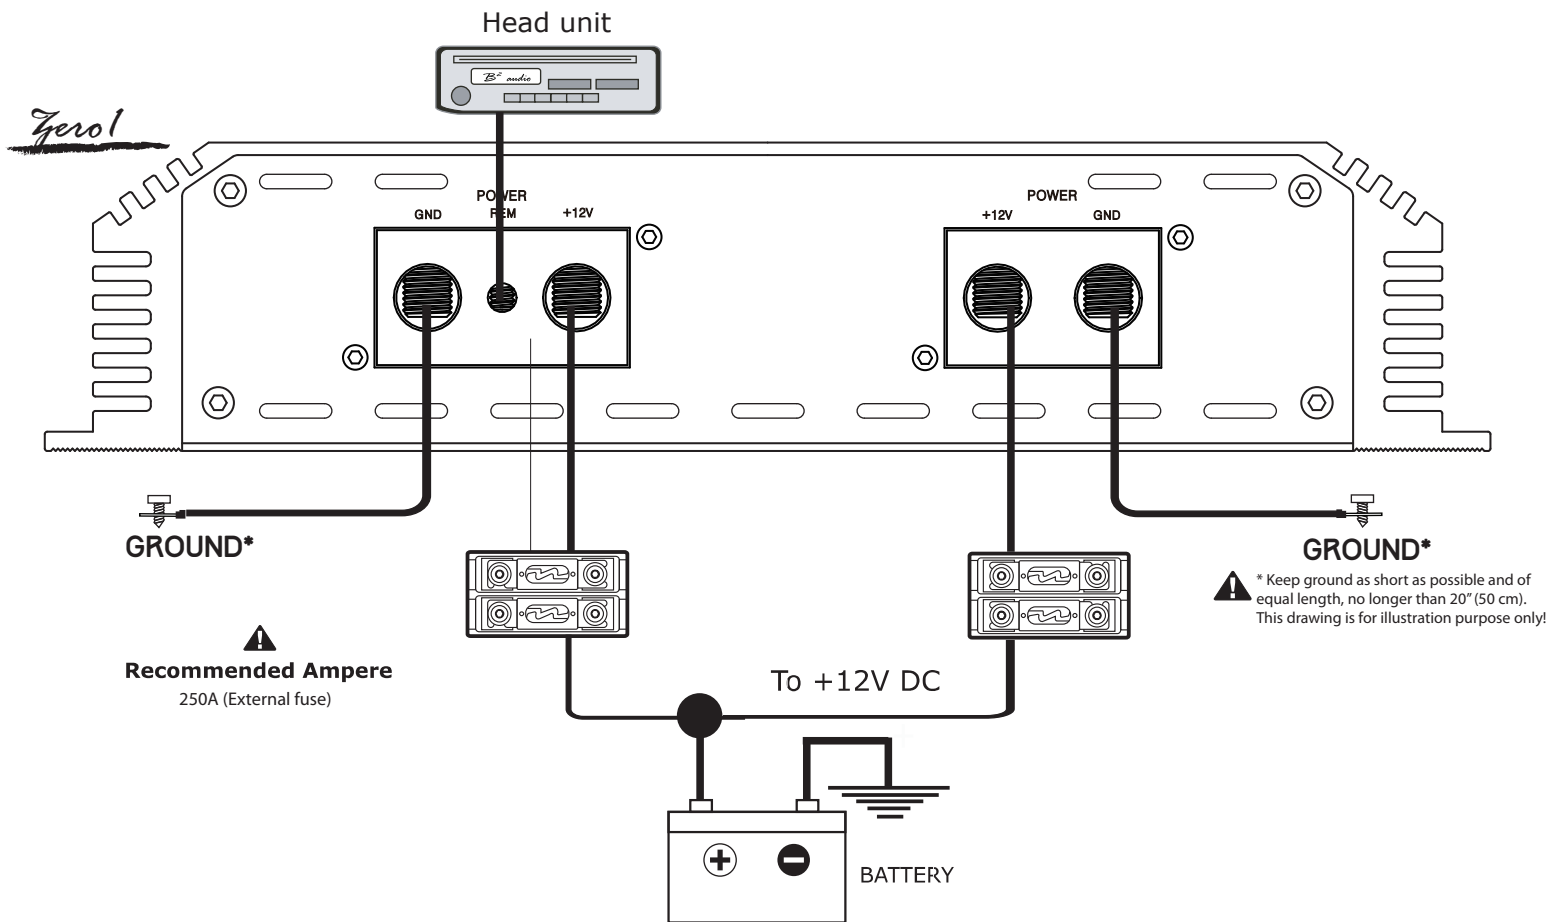 Head unit
B² audio
Zero1
POWER
GND REM +12V
POWER
+12V GND
GROUND*
GROUND*
* Keep ground as short as possible and of
equal length, no longer than 20" (50 cm).
This drawing is for illustration purpose only!
Recommended Ampere
250A (External fuse)
To +12V DC
BATTERY